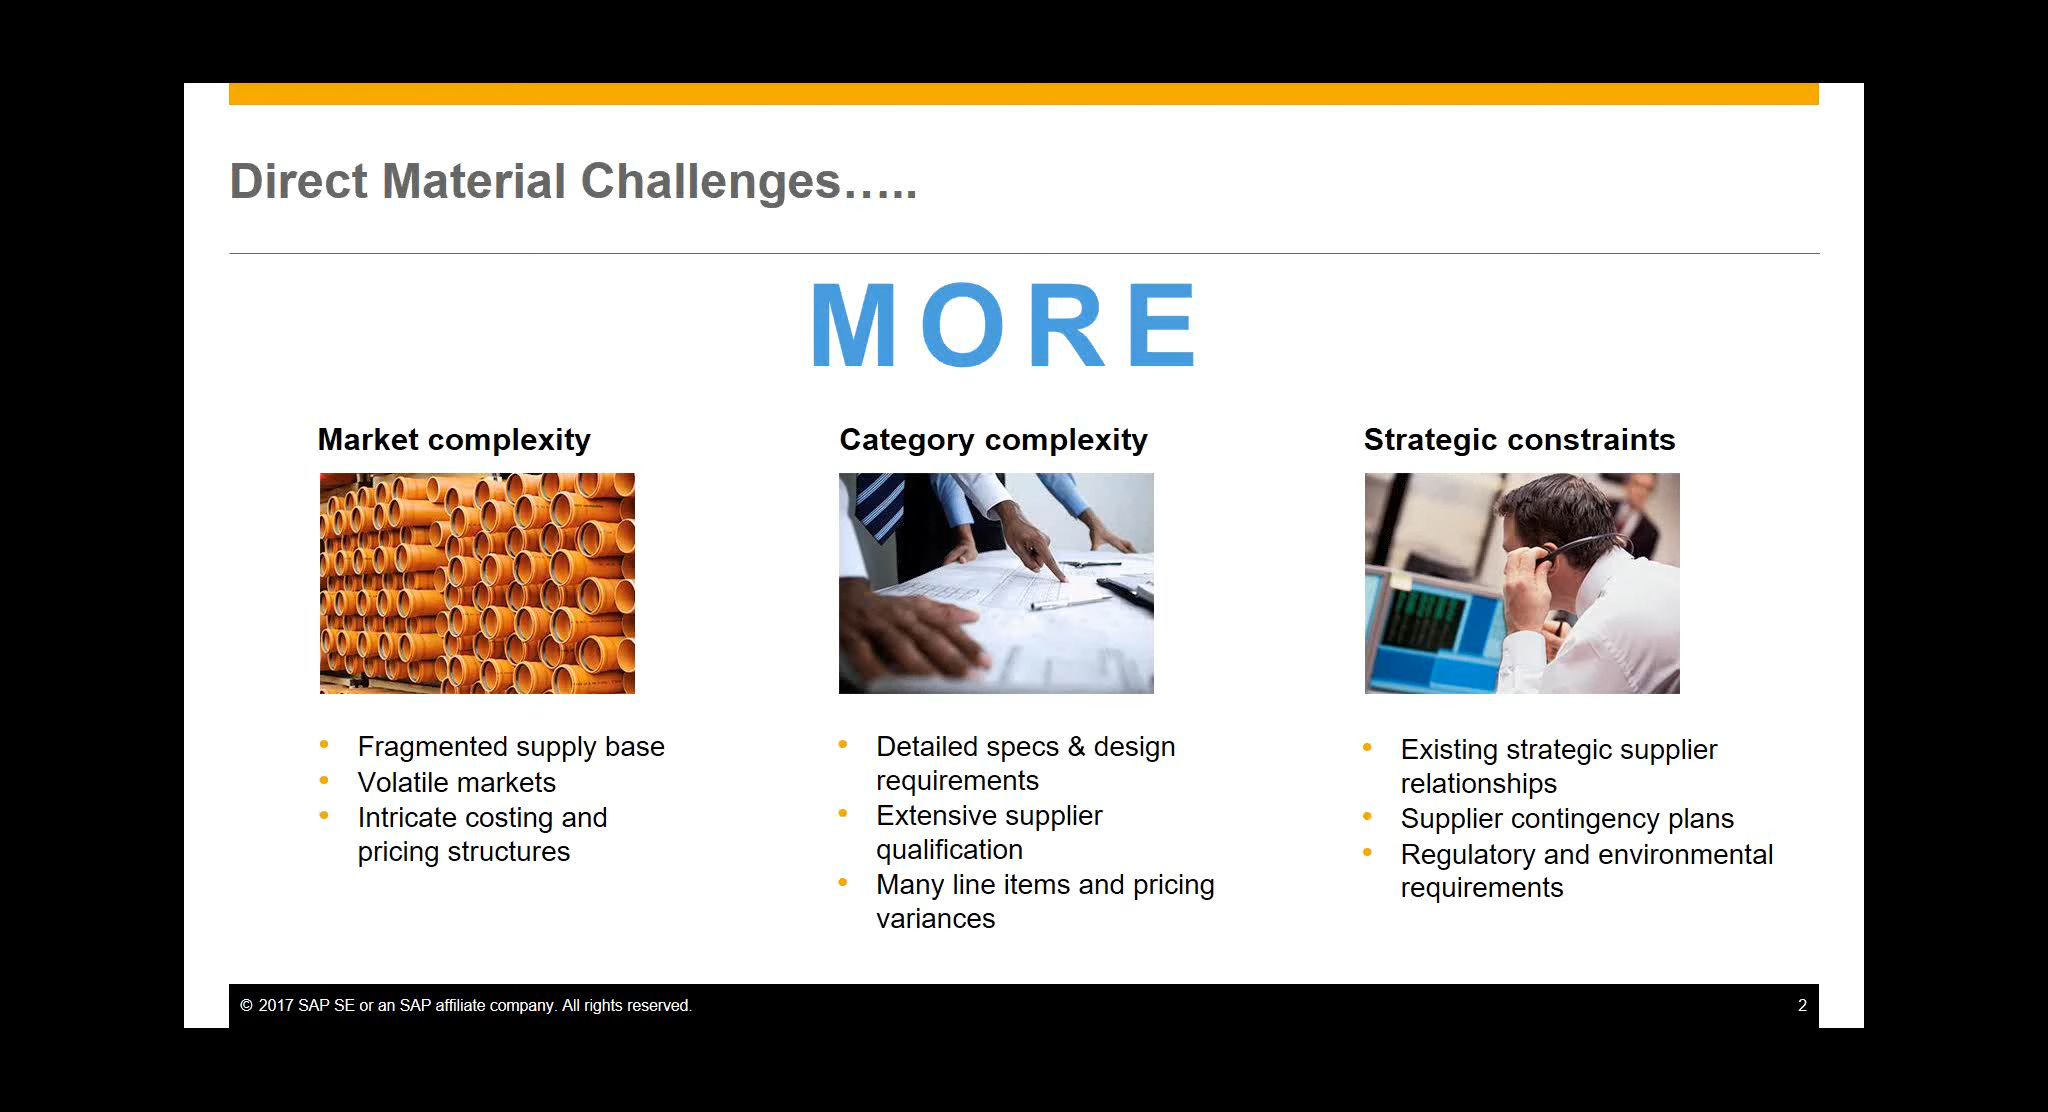 Direct Material Challenges…..
MORE
Market complexity
Category complexity
Strategic constraints
• Fragmented supply base
• Volatile markets
• Intricate costing and
pricing structures
• Detailed specs & design
requirements
• Extensive supplier
qualification
• Many line items and pricing
variances
• Existing strategic supplier
relationships
• Supplier contingency plans
• Regulatory and environmental
requirements
© 2017 SAP SE or an SAP affiliate company. All rights reserved.
2